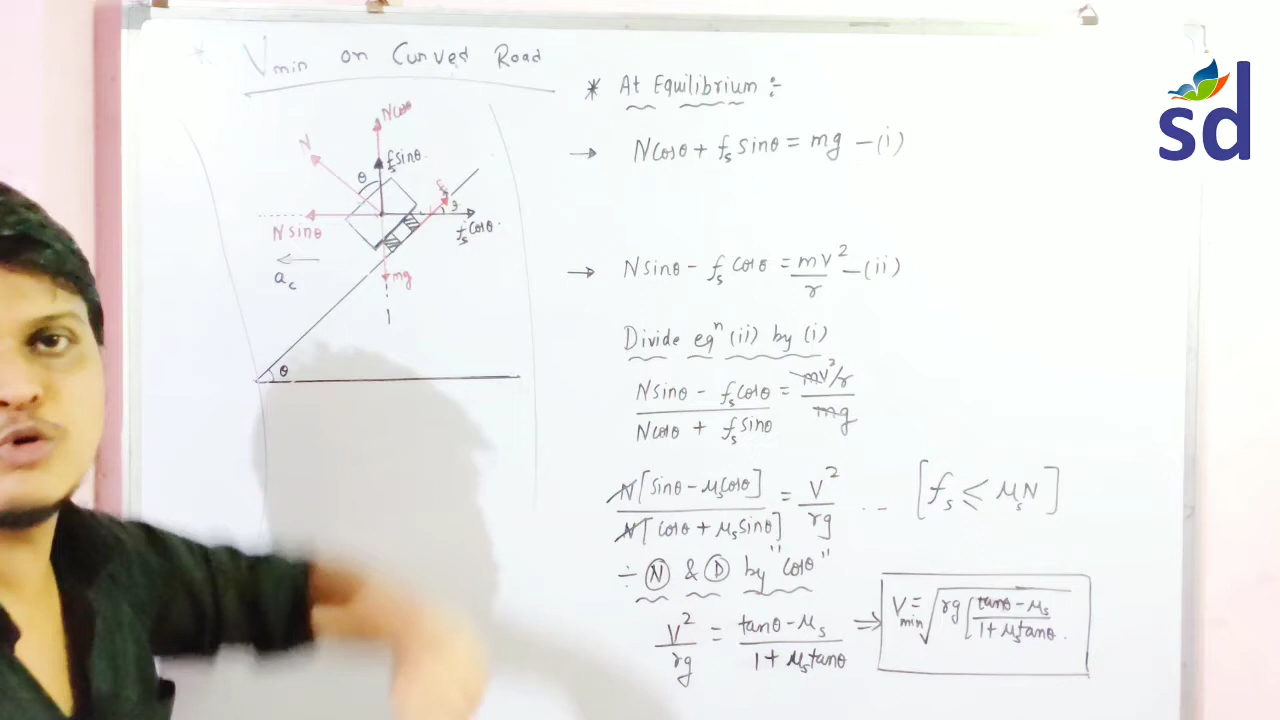 * Vmin on Curved Road
Ncosθ
N
θ
fs sinθ
fs
Nsinθ
fs cosθ
ac
mg
θ
* At Equilibrium :-
→ Ncosθ + fs sinθ = mg – (i)
→ Nsinθ – fs cosθ = mv²/r – (ii)
Divide eqⁿ (ii) by (i)
Nsinθ – fs cosθ / Ncosθ + fs sinθ = mv²/r / mg
N[sinθ – μs cosθ] / N[cosθ + μs sinθ] = V²/rg ... [fs ≤ μs N]
÷ N & D by "cosθ"
V²/rg = tanθ – μs / 1 + μs tanθ ⇒ Vmin = √rg [tanθ – μs / 1 + μs tanθ
sd